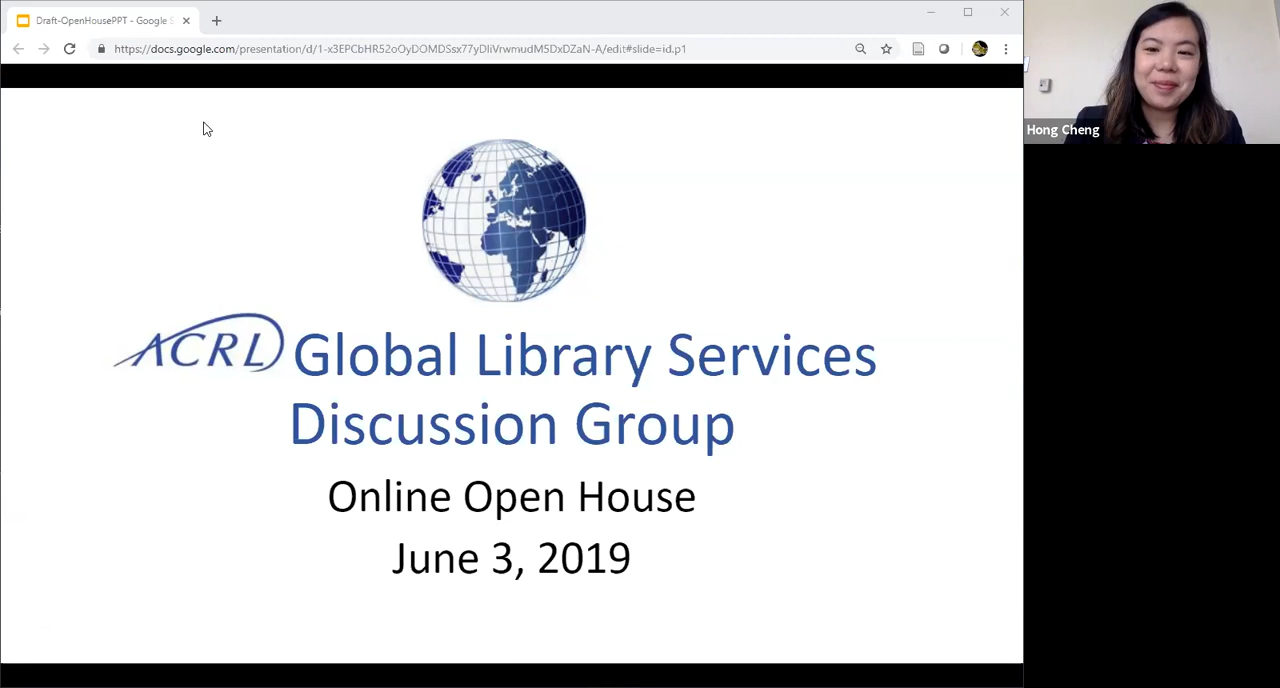 Draft-OpenHousePPT - Google S
https://docs.google.com/presentation/d/1-x3EPCbHR52oOyDOMDSsx77yDhiVrwmudM5DxDZaN-A/edit#slide=id.p1
Hong Cheng
ACRL Global Library Services
Discussion Group
Online Open House
June 3, 2019